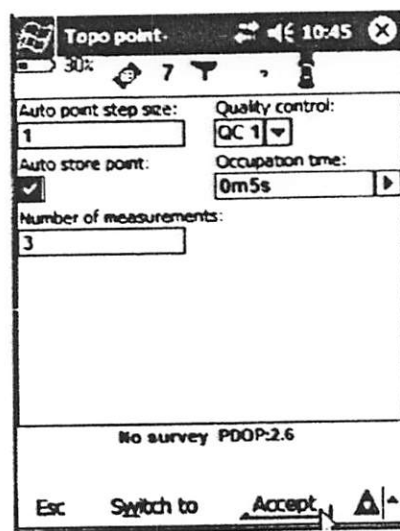 Topo point 10:45
30% 7
Auto point step size: Quality control:
1 QC 1
Auto store point: Occupation time:
0m5s
Number of measurements:
3
No survey PDOP:2.6
Esc Switch to Accept